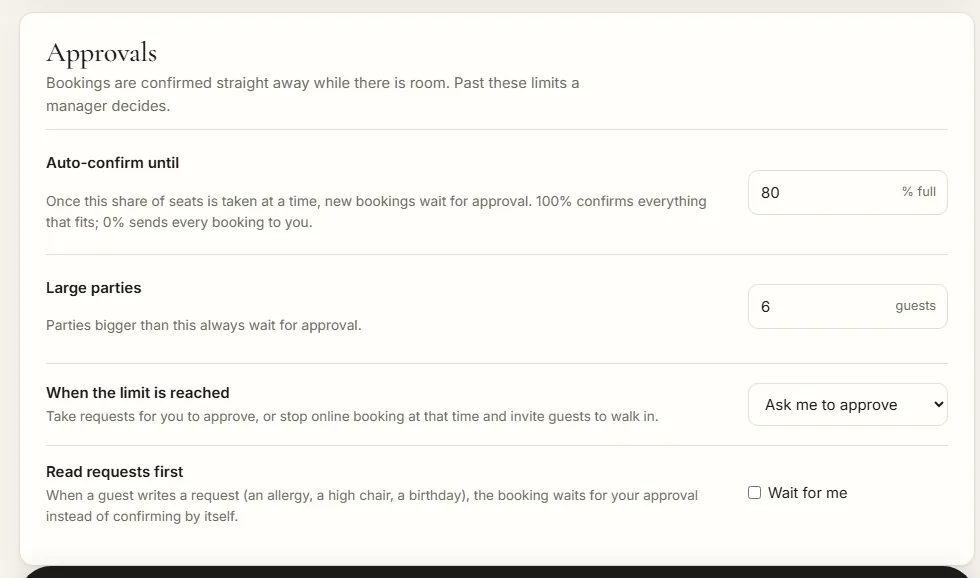 Approvals
Bookings are confirmed straight away while there is room. Past these limits a
manager decides.
Auto-confirm until
Once this share of seats is taken at a time, new bookings wait for approval. 100% confirms everything
that fits; 0% sends every booking to you.
80 % full
Large parties
Parties bigger than this always wait for approval.
6 guests
When the limit is reached
Take requests for you to approve, or stop online booking at that time and invite guests to walk in.
Ask me to approve
Read requests first
When a guest writes a request (an allergy, a high chair, a birthday), the booking waits for your approval
instead of confirming by itself.
Wait for me